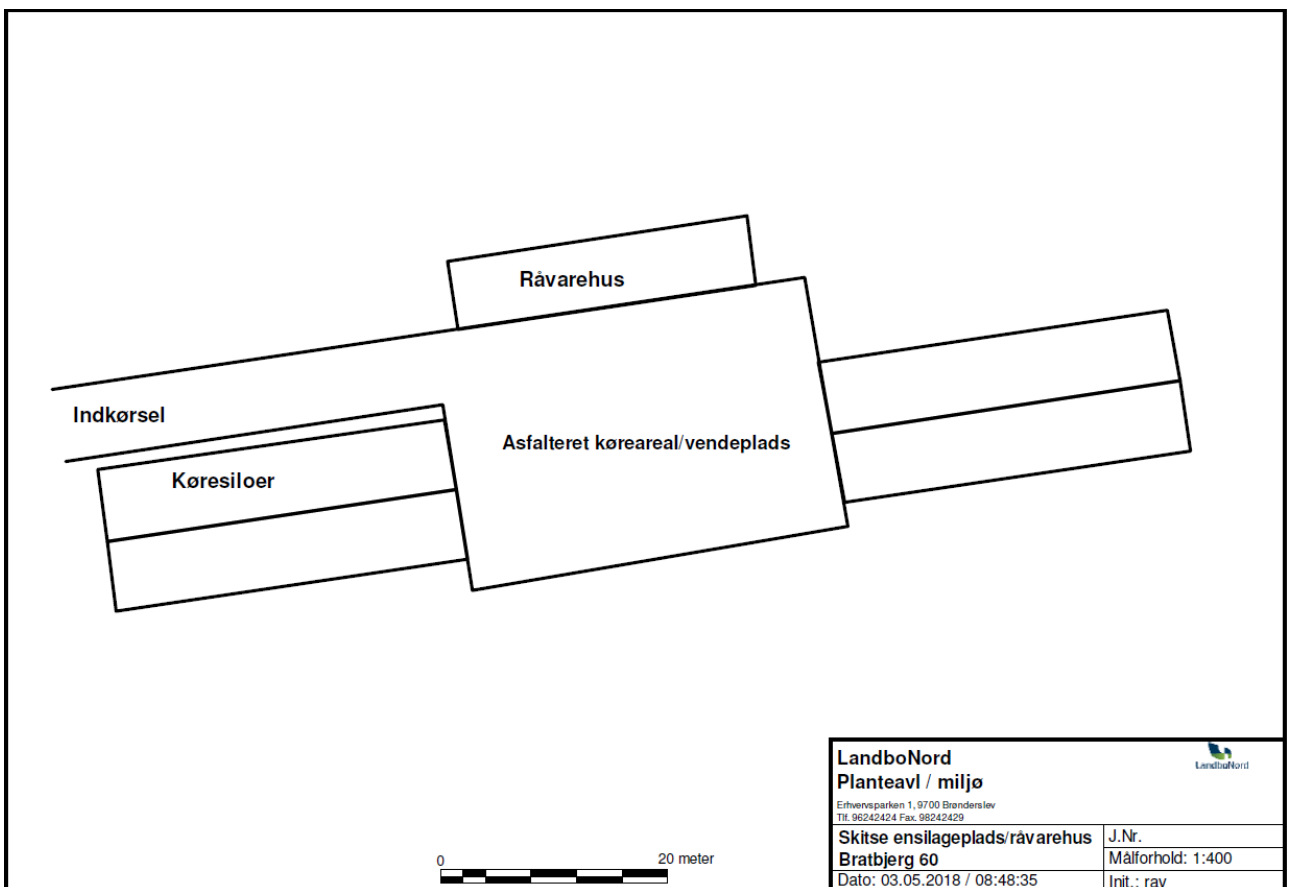 Råvarehus
Indkørsel
Asfalteret køreareal/vendeplads
Køresiloer
0
20 meter
LandboNord
Planteavl / miljø
LandboNord
Erhvervsparken 1, 9700 Brønderslev
Tlf. 96242424 Fax. 98242429
Skitse ensilageplads/råvarehus
Bratbjerg 60
J.Nr.
Målforhold: 1:400
Dato: 03.05.2018 / 08:48:35
Init.: rav